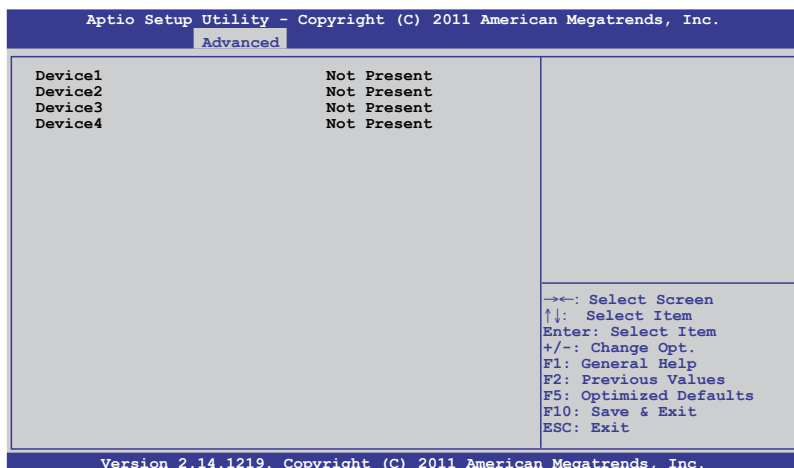 Aptio Setup Utility - Copyright (C) 2011 American Megatrends, Inc.
Advanced
Device1 Not Present
Device2 Not Present
Device3 Not Present
Device4 Not Present
→←: Select Screen
↑↓: Select Item
Enter: Select Item
+/-: Change Opt.
F1: General Help
F2: Previous Values
F5: Optimized Defaults
F10: Save & Exit
ESC: Exit
Version 2.14.1219. Copyright (C) 2011 American Megatrends, Inc.